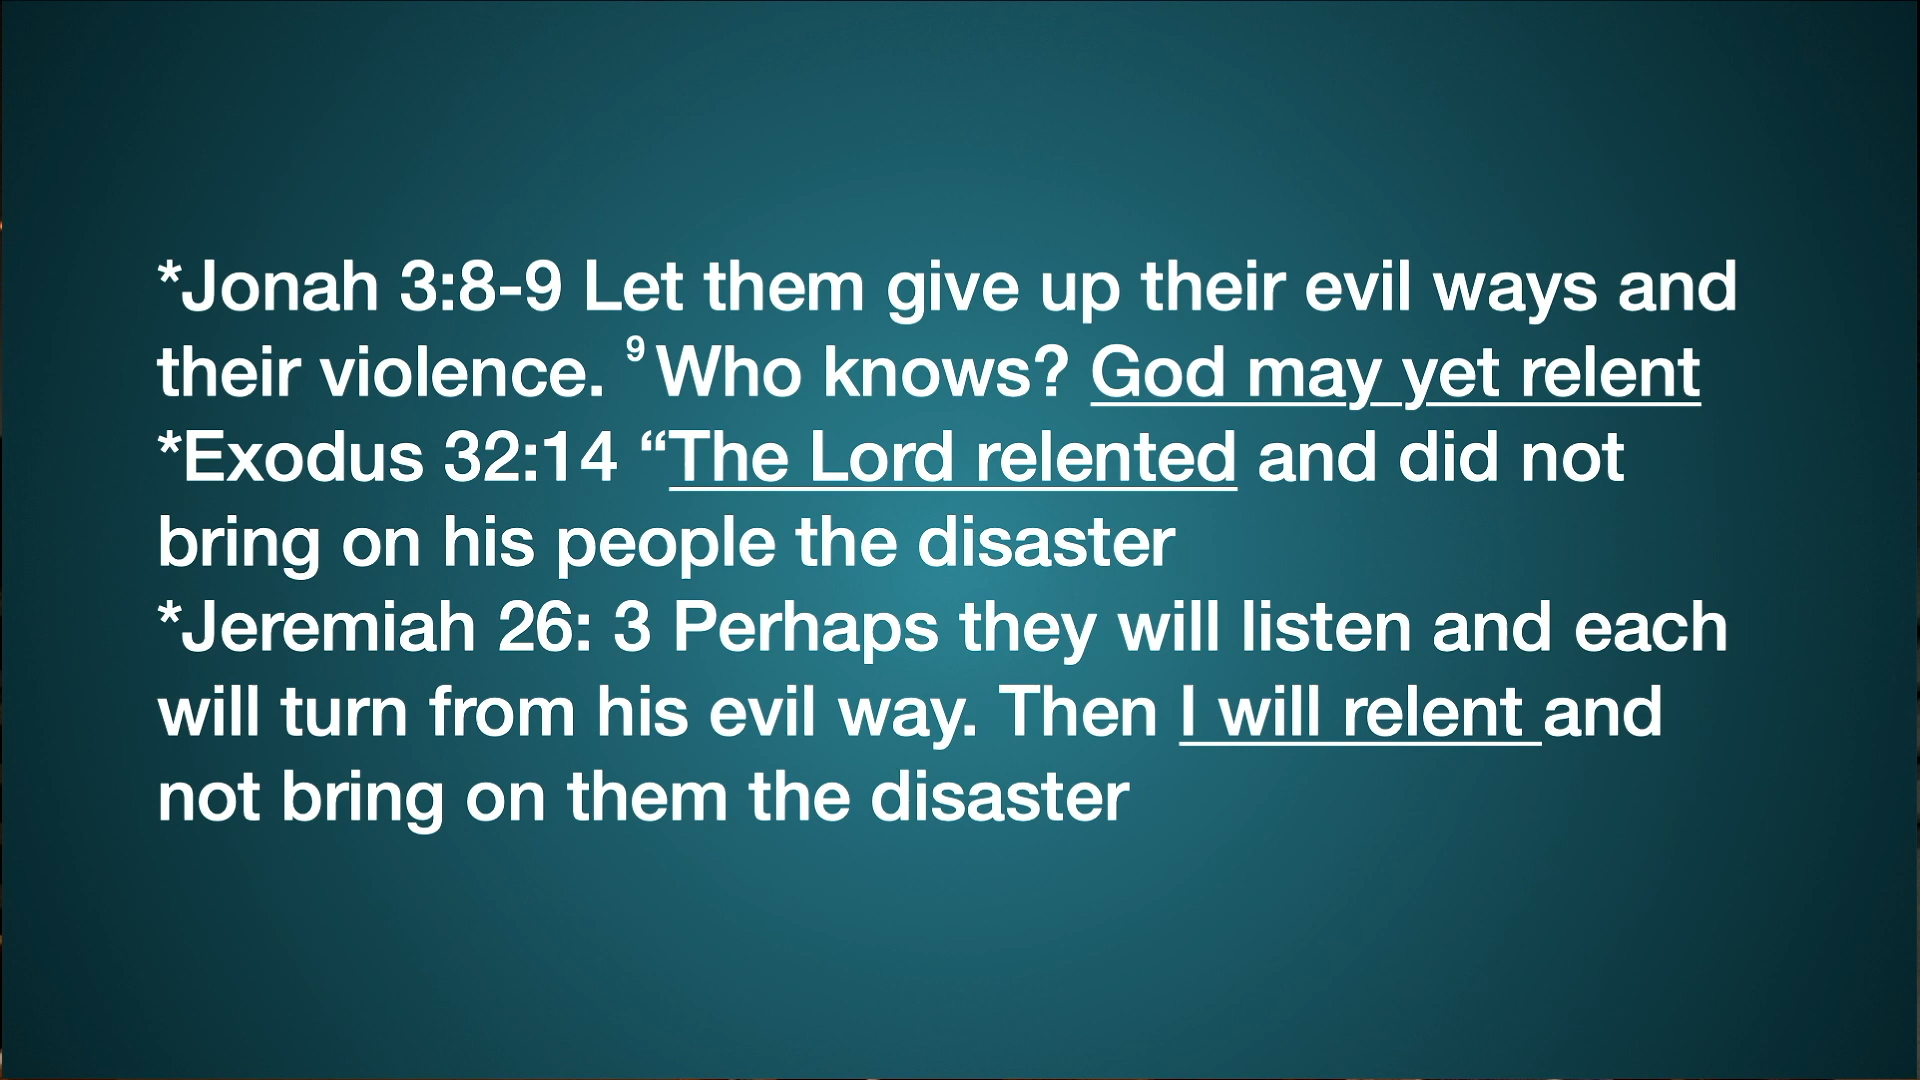 *Jonah 3:8-9 Let them give up their evil ways and
their violence. ⁹ Who knows? God may yet relent
*Exodus 32:14 “The Lord relented and did not
bring on his people the disaster
*Jeremiah 26: 3 Perhaps they will listen and each
will turn from his evil way. Then I will relent and
not bring on them the disaster